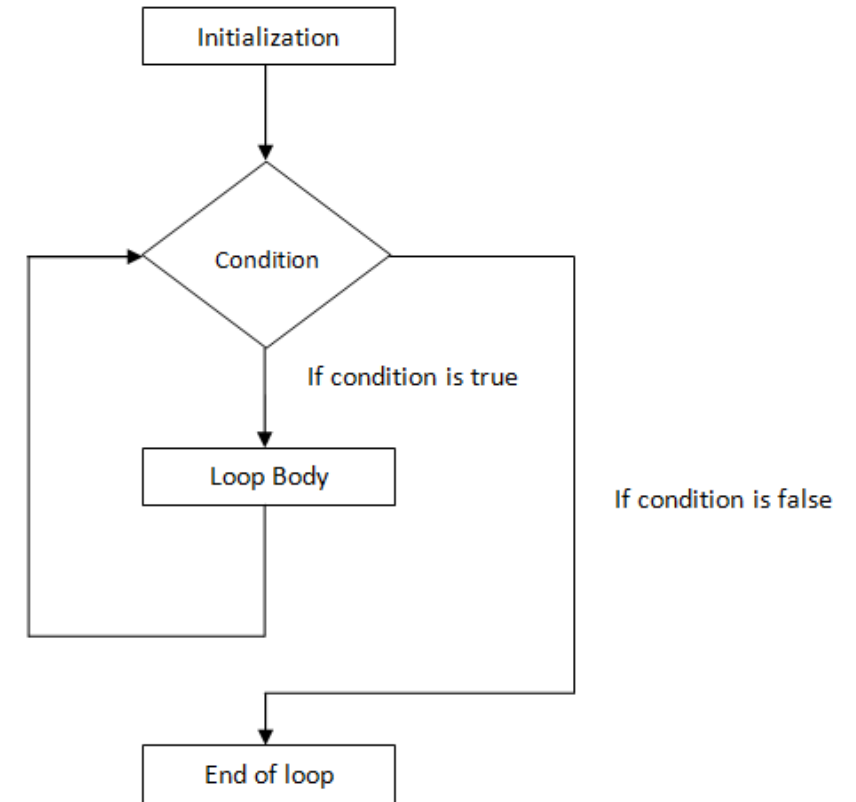 Initialization
Condition
If condition is true
Loop Body
If condition is false
End of loop